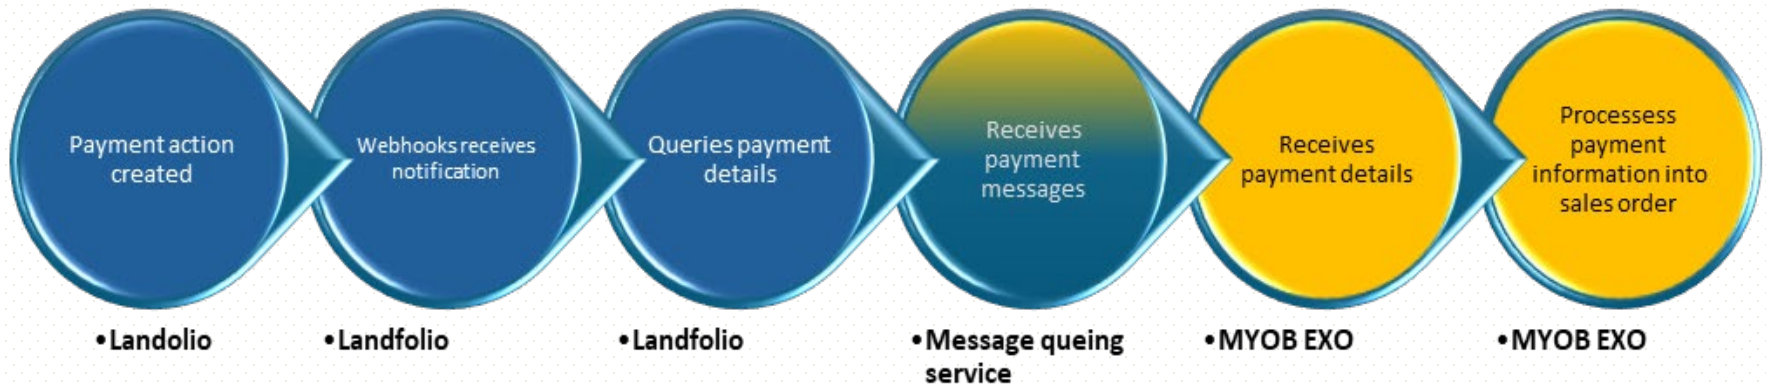 Payment action
created
Webhooks receives
notification
Queries payment
details
Receives
payment
messages
Receives
payment details
Processess
payment
information into
sales order
•Landolio
•Landfolio
•Landfolio
•Message queing
service
•MYOB EXO
•MYOB EXO